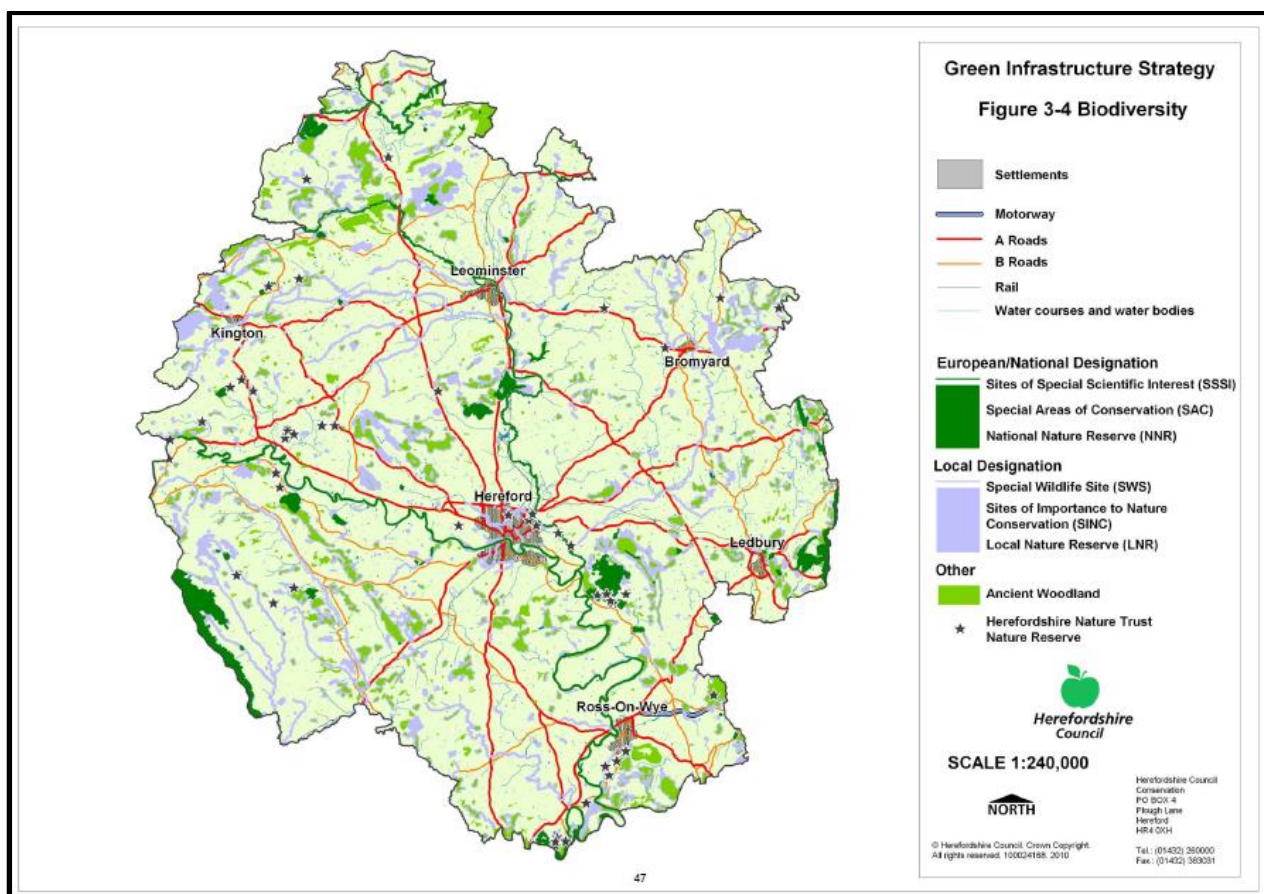 Green Infrastructure Strategy
Figure 3-4 Biodiversity
Settlements
Motorway
A Roads
B Roads
Rail
Water courses and water bodies
European/National Designation
Sites of Special Scientific Interest (SSSI)
Special Areas of Conservation (SAC)
National Nature Reserve (NNR)
Local Designation
Special Wildlife Site (SWS)
Sites of Importance to Nature
Conservation (SINC)
Local Nature Reserve (LNR)
Other
Ancient Woodland
Herefordshire Nature Trust
Nature Reserve
Herefordshire
Council
SCALE 1:240,000
NORTH
Herefordshire Council
Conservation
PO BOX 4
Plough Lane
Hereford
HR4 0XH
Tel.: (01432) 260000
Fax.: (01432) 383031
© Herefordshire Council. Crown Copyright.
All rights reserved. 100024168. 2010
Leominster
Kington
Bromyard
Hereford
Ledbury
Ross-On-Wye
47